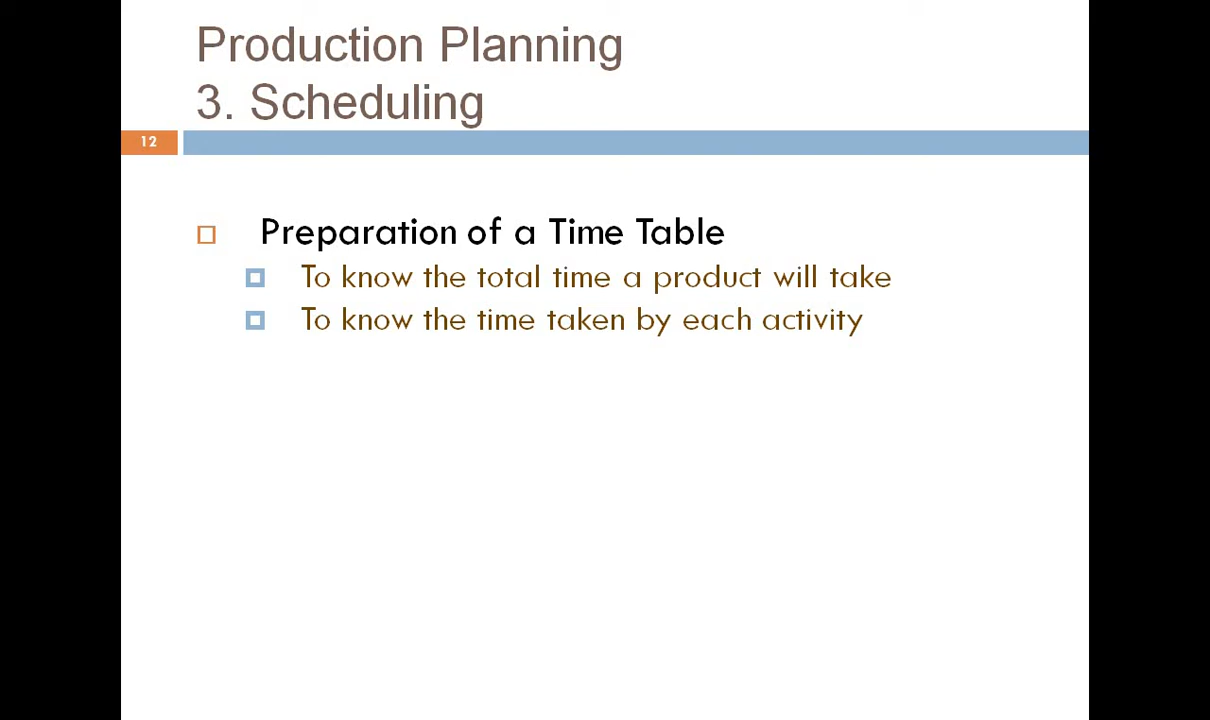 Production Planning
3. Scheduling
12
Preparation of a Time Table
To know the total time a product will take
To know the time taken by each activity